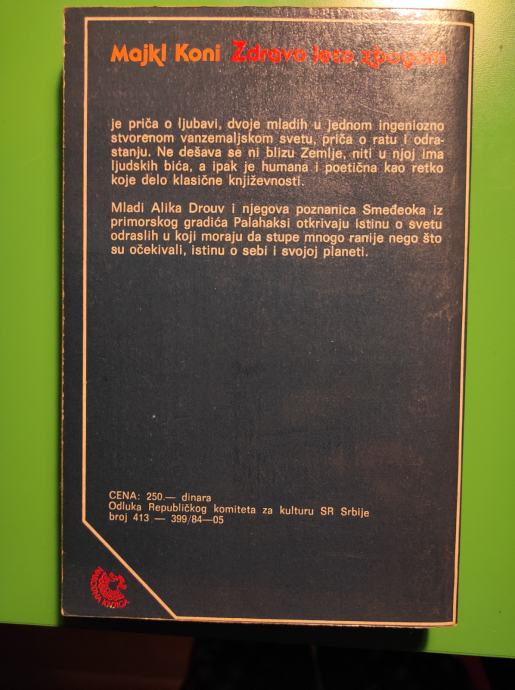 Majkl Koni Zdravo leto zbogom
je priča o ljubavi, dvoje mladih u jednom ingeniozno
stvorenom vanzemaljskom svetu, priča o ratu i odra-
stanju. Ne dešava se ni blizu Zemlje, niti u njoj ima
ljudskih bića, a ipak je humana i poetična kao retko
koje delo klasične književnosti.
Mladi Alika Drouv i njegova poznanica Smeđeoka iz
primorskog gradića Palahaksi otkrivaju istinu o svetu
odraslih u koji moraju da stupe mnogo ranije nego što
su očekivali, istinu o sebi i svojoj planeti.
CENA: 250.— dinara
Odluka Republičkog komiteta za kulturu SR Srbije
broj 413 — 399/84—05
KNJIGA